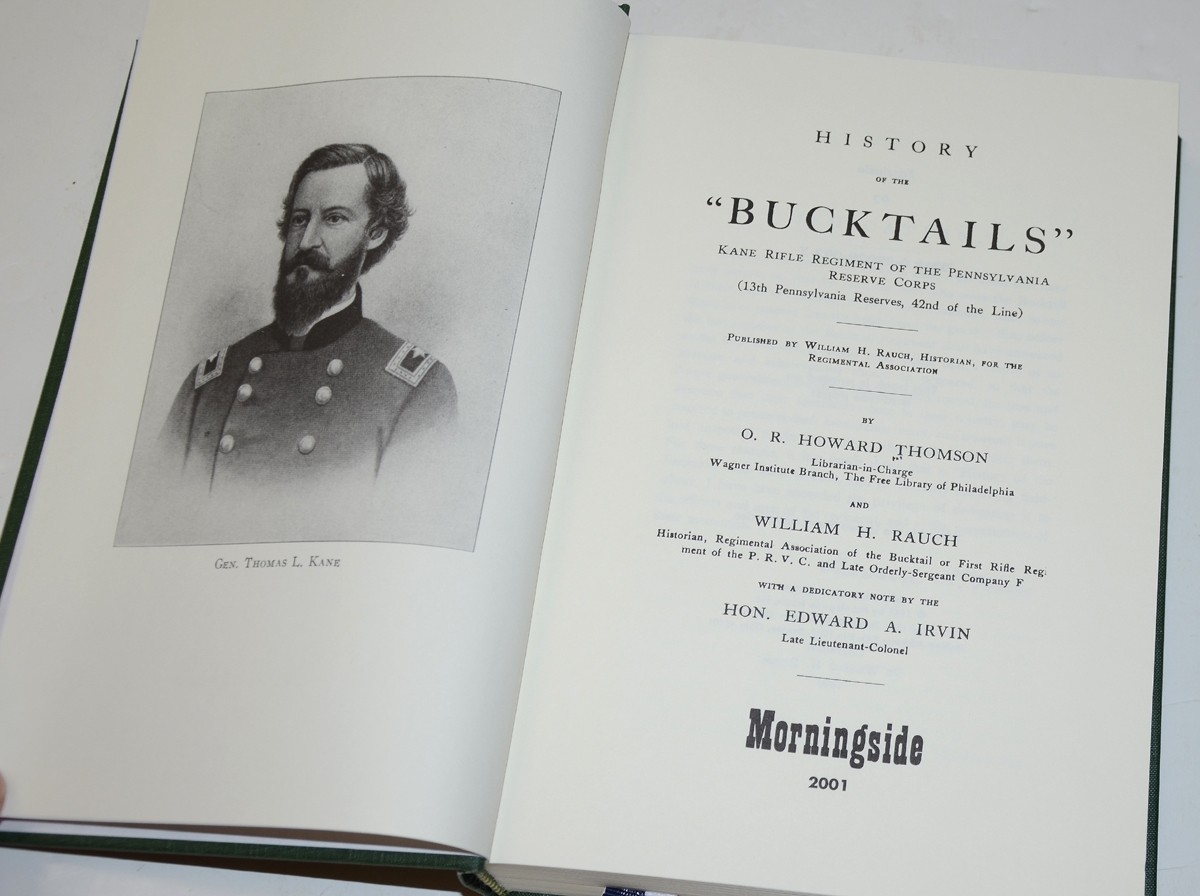 Gen. Thomas L. Kane
HISTORY
OF THE
“BUCKTAILS”
Kane Rifle Regiment of the Pennsylvania
Reserve Corps
(13th Pennsylvania Reserves, 42nd of the Line)
Published by William H. Rauch, Historian, for the
Regimental Association
BY
O. R. HOWARD THOMSON
Librarian-in-Charge
Wagner Institute Branch, The Free Library of Philadelphia
AND
WILLIAM H. RAUCH
Historian, Regimental Association of the Bucktail or First Rifle Regi
ment of the P. R. V. C. and Late Orderly-Sergeant Company F
WITH A DEDICATORY NOTE BY THE
HON. EDWARD A. IRVIN
Late Lieutenant-Colonel
Morningside
2001